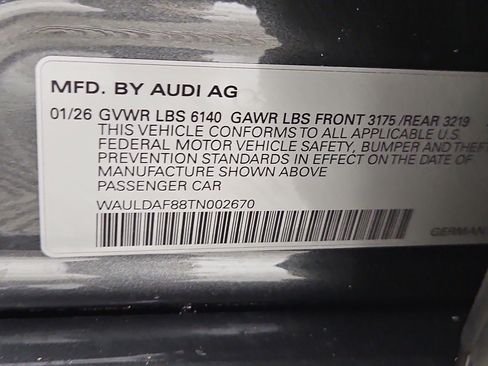 MFD. BY AUDI AG
01/26 GVWR LBS 6140 GAWR LBS FRONT 3175 /REAR 3219
THIS VEHICLE CONFORMS TO ALL APPLICABLE U.S.
FEDERAL MOTOR VEHICLE SAFETY, BUMPER AND THEFT
PREVENTION STANDARDS IN EFFECT ON THE DATE OF
MANUFACTURE SHOWN ABOVE
PASSENGER CAR
WAULDAF88TN002670
GERMAN